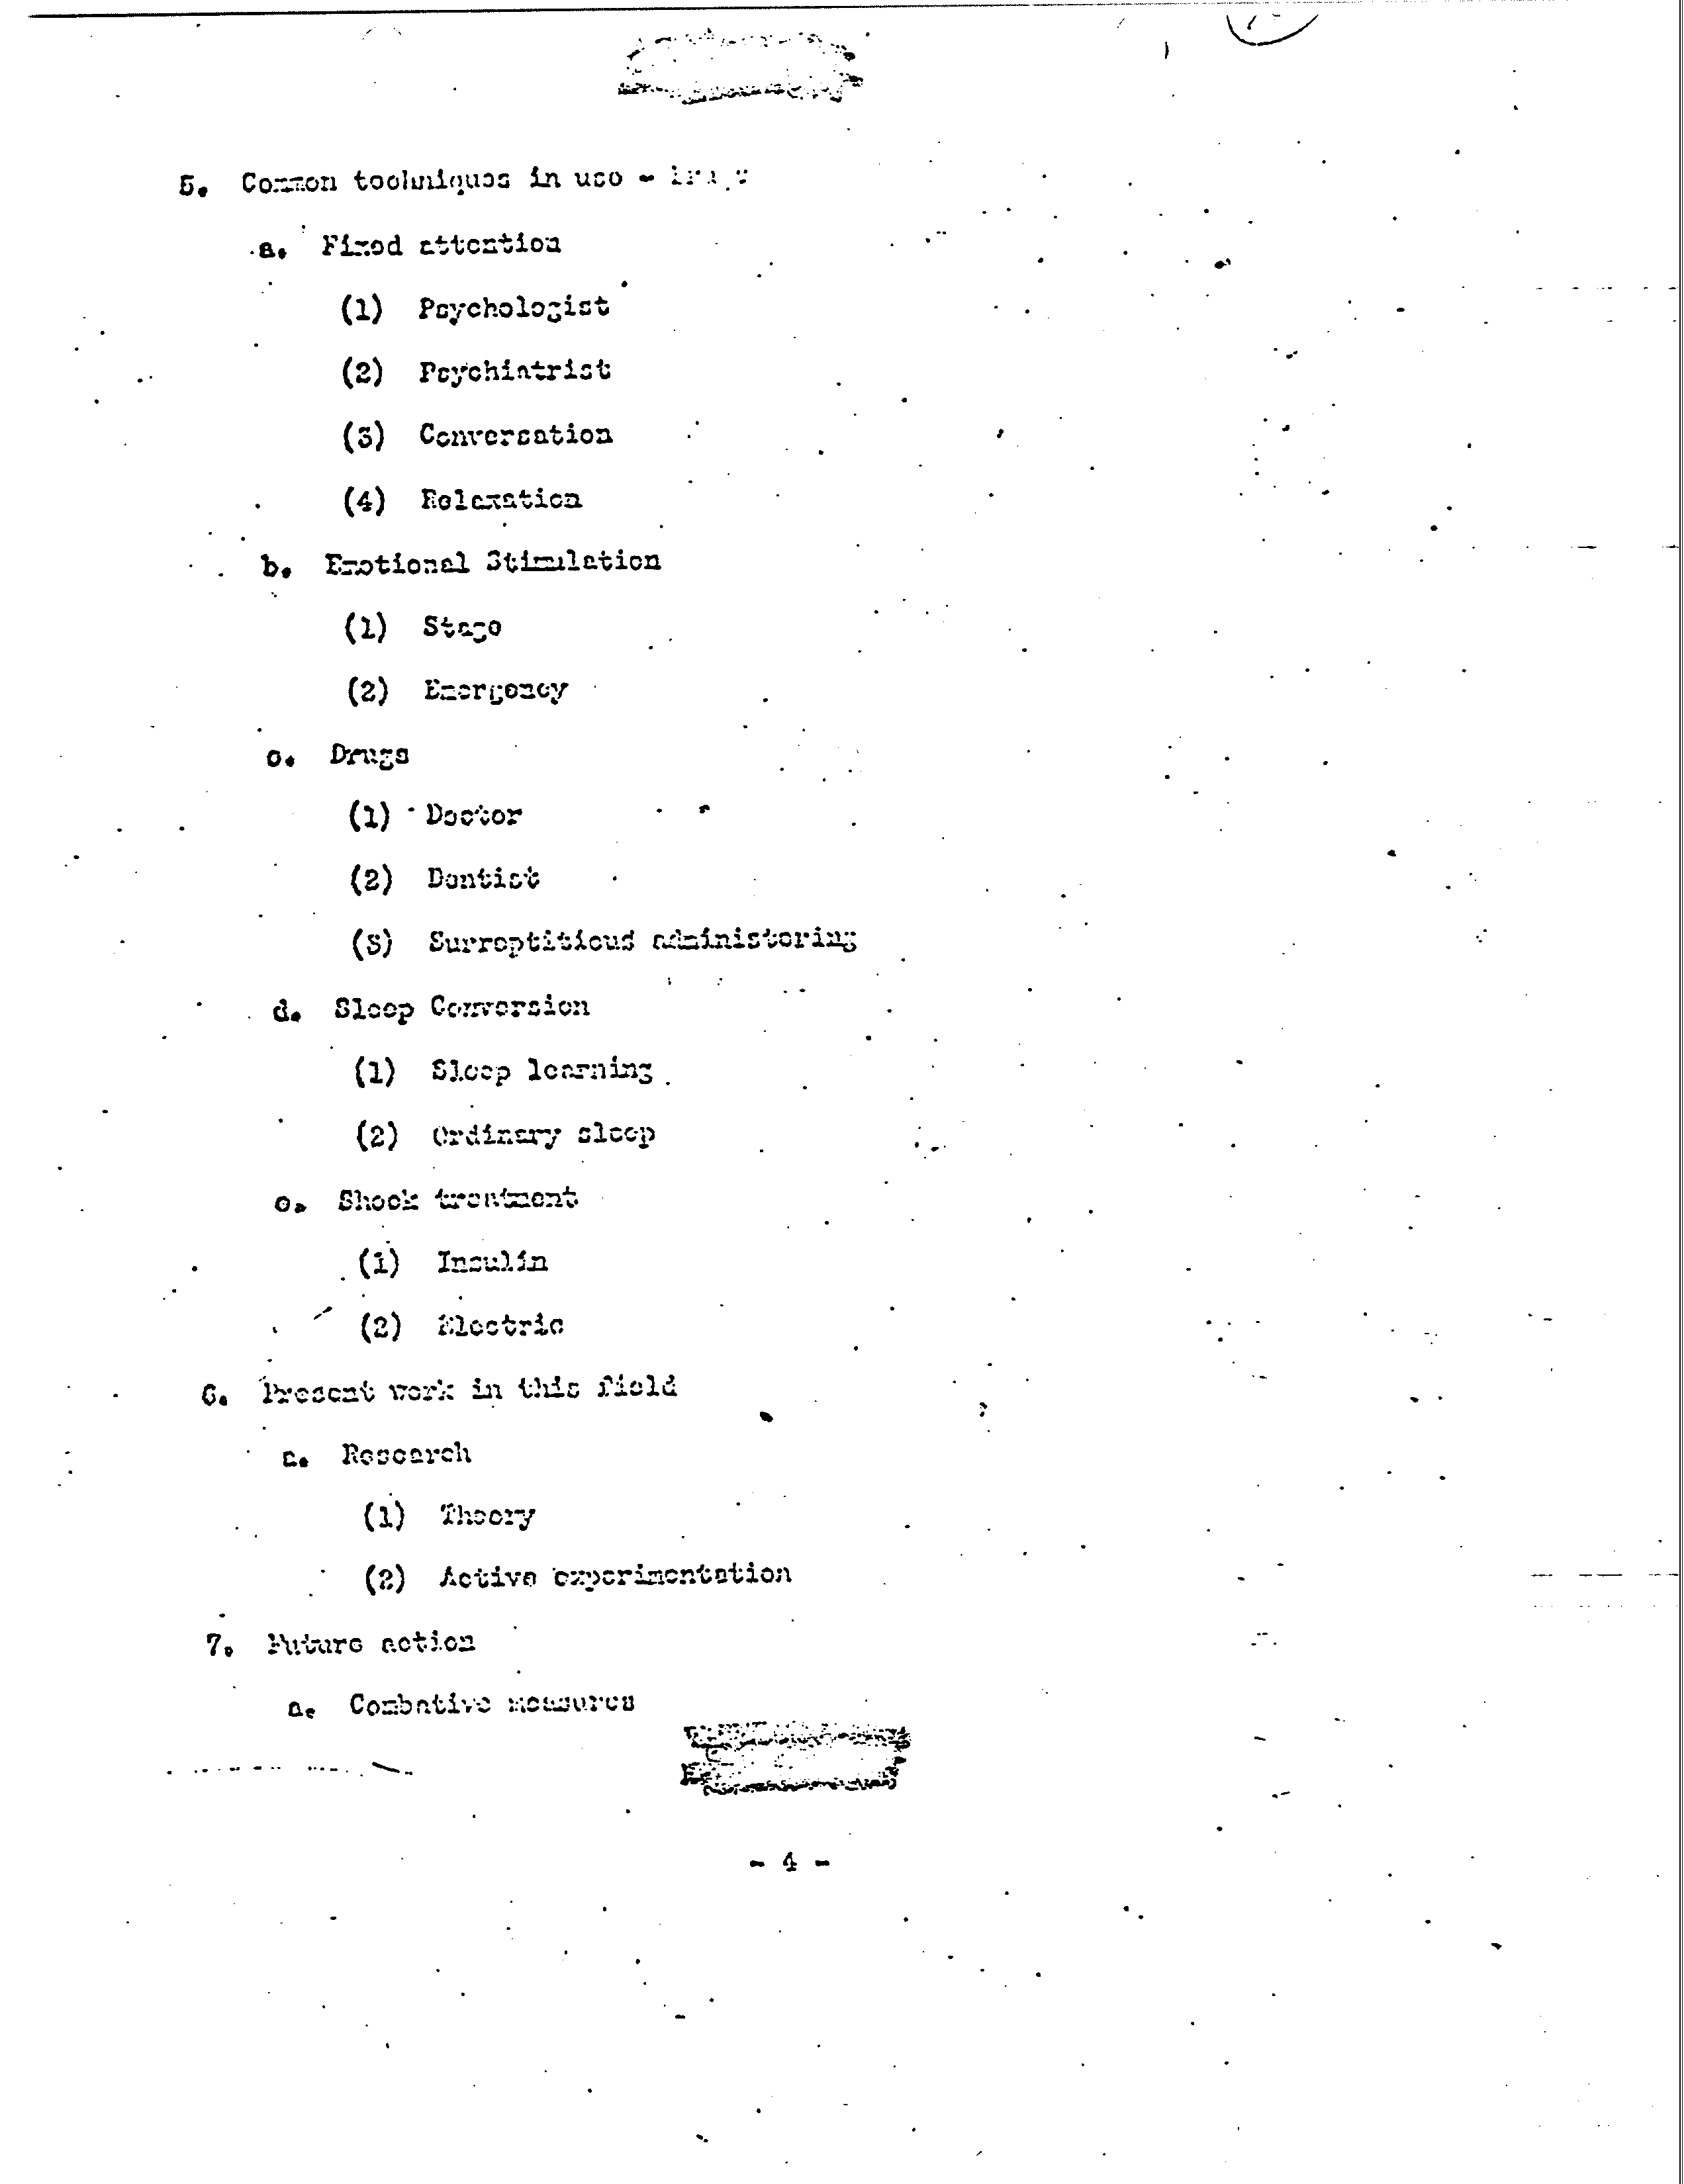 5. Common techniques in use -
a. Fixed attention
(1) Psychologist
(2) Psychiatrist
(3) Conversation
(4) Relaxation
b. Emotional Stimulation
(1) Stage
(2) Emergency
c. Drugs
(1) Doctor
(2) Dentist
(3) Surreptitious administering
d. Sleep Conversion
(1) Sleep learning
(2) Ordinary sleep
e. Shock treatment
(1) Insulin
(2) Electric
6. Present work in this field
a. Research
(1) Theory
(2) Active experimentation
7. Future action
a. Combative measures
- 4 -